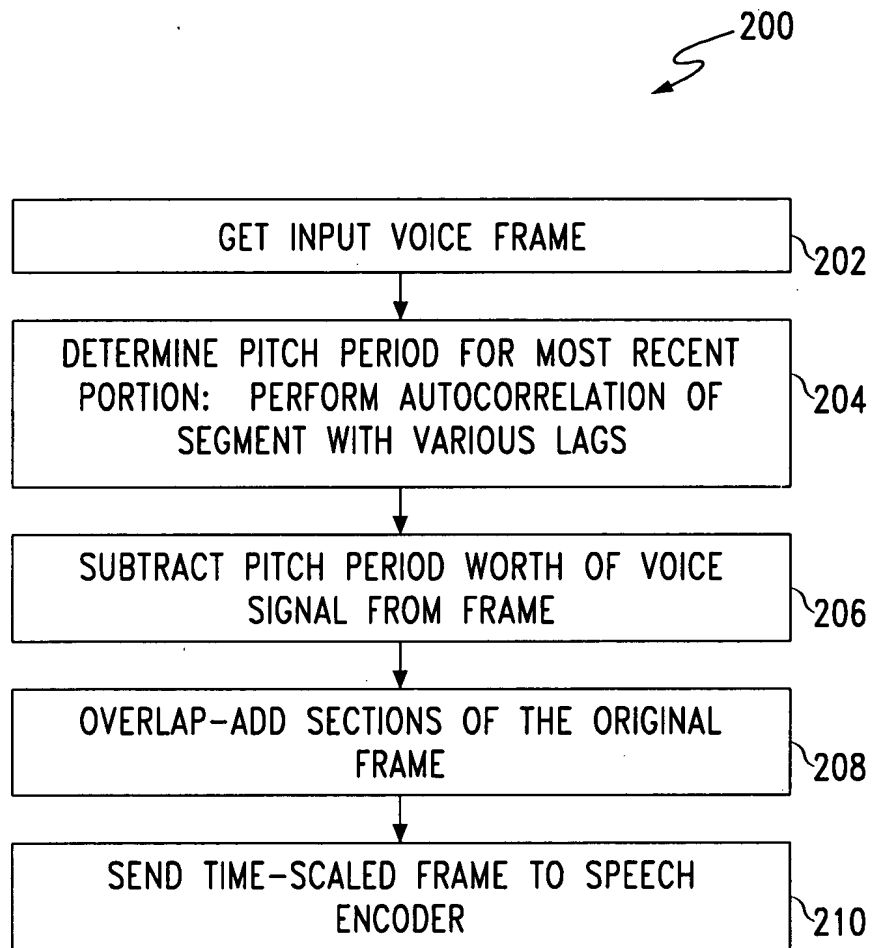 200
GET INPUT VOICE FRAME
202
DETERMINE PITCH PERIOD FOR MOST RECENT
PORTION: PERFORM AUTOCORRELATION OF
SEGMENT WITH VARIOUS LAGS
204
SUBTRACT PITCH PERIOD WORTH OF VOICE
SIGNAL FROM FRAME
206
OVERLAP-ADD SECTIONS OF THE ORIGINAL
FRAME
208
SEND TIME-SCALED FRAME TO SPEECH
ENCODER
210